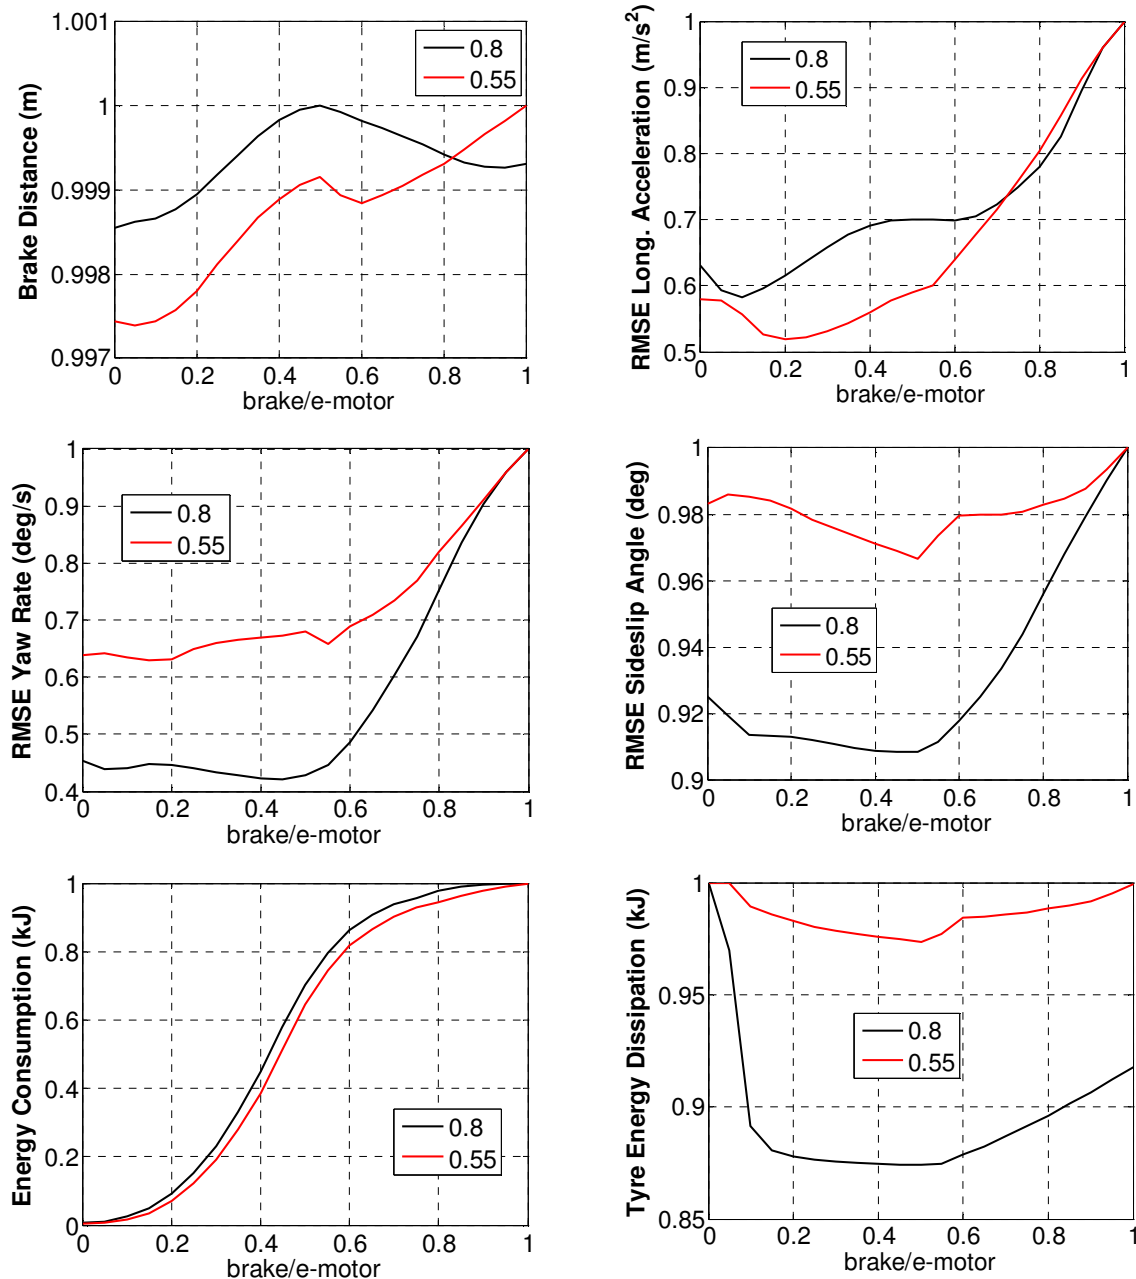 Brake Distance (m)
1.001
1
0.999
0.998
0.997
0 0.2 0.4 0.6 0.8 1
brake/e-motor
0.8
0.55
RMSE Long. Acceleration (m/s²)
1
0.9
0.8
0.7
0.6
0.5
0 0.2 0.4 0.6 0.8 1
brake/e-motor
0.8
0.55
RMSE Yaw Rate (deg/s)
1
0.9
0.8
0.7
0.6
0.5
0.4
0 0.2 0.4 0.6 0.8 1
brake/e-motor
0.8
0.55
RMSE Sideslip Angle (deg)
1
0.98
0.96
0.94
0.92
0.9
0 0.2 0.4 0.6 0.8 1
brake/e-motor
0.8
0.55
Energy Consumption (kJ)
1
0.8
0.6
0.4
0.2
0
0 0.2 0.4 0.6 0.8 1
brake/e-motor
0.8
0.55
Tyre Energy Dissipation (kJ)
1
0.95
0.9
0.85
0 0.2 0.4 0.6 0.8 1
brake/e-motor
0.8
0.55